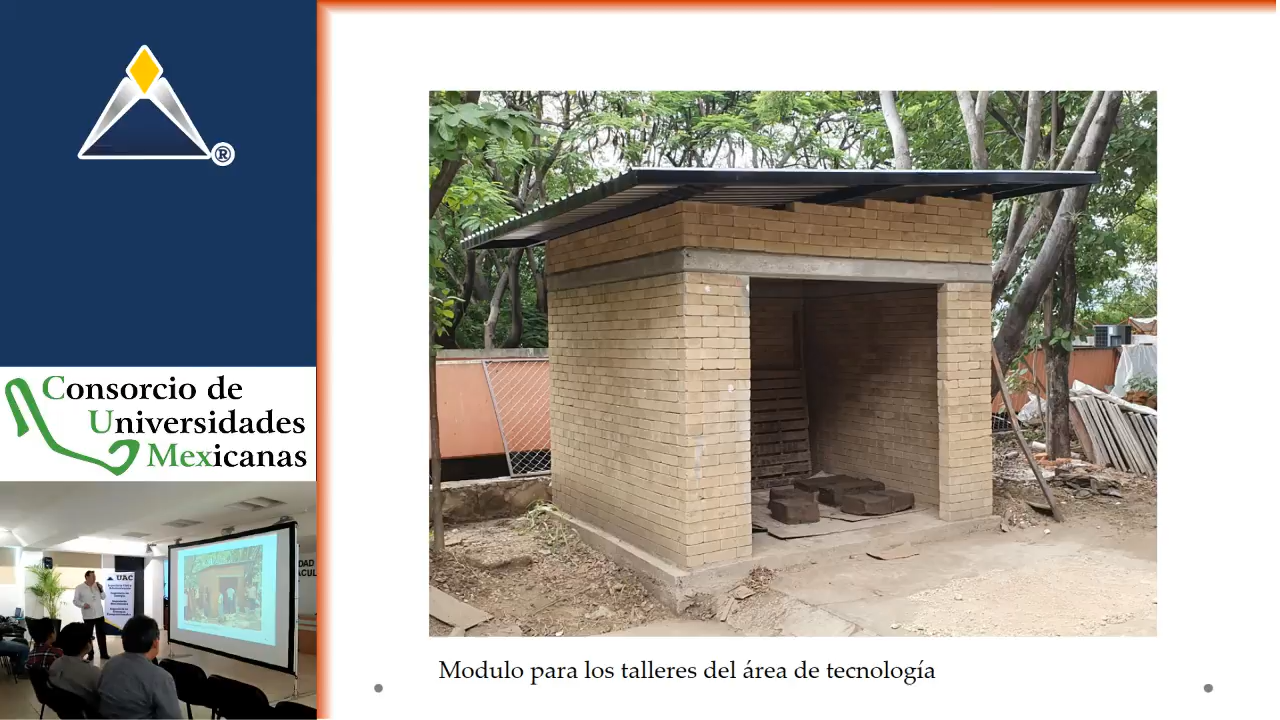 ®
Consorcio de
Universidades
Mexicanas
UAC
Modulo para los talleres del área de tecnología